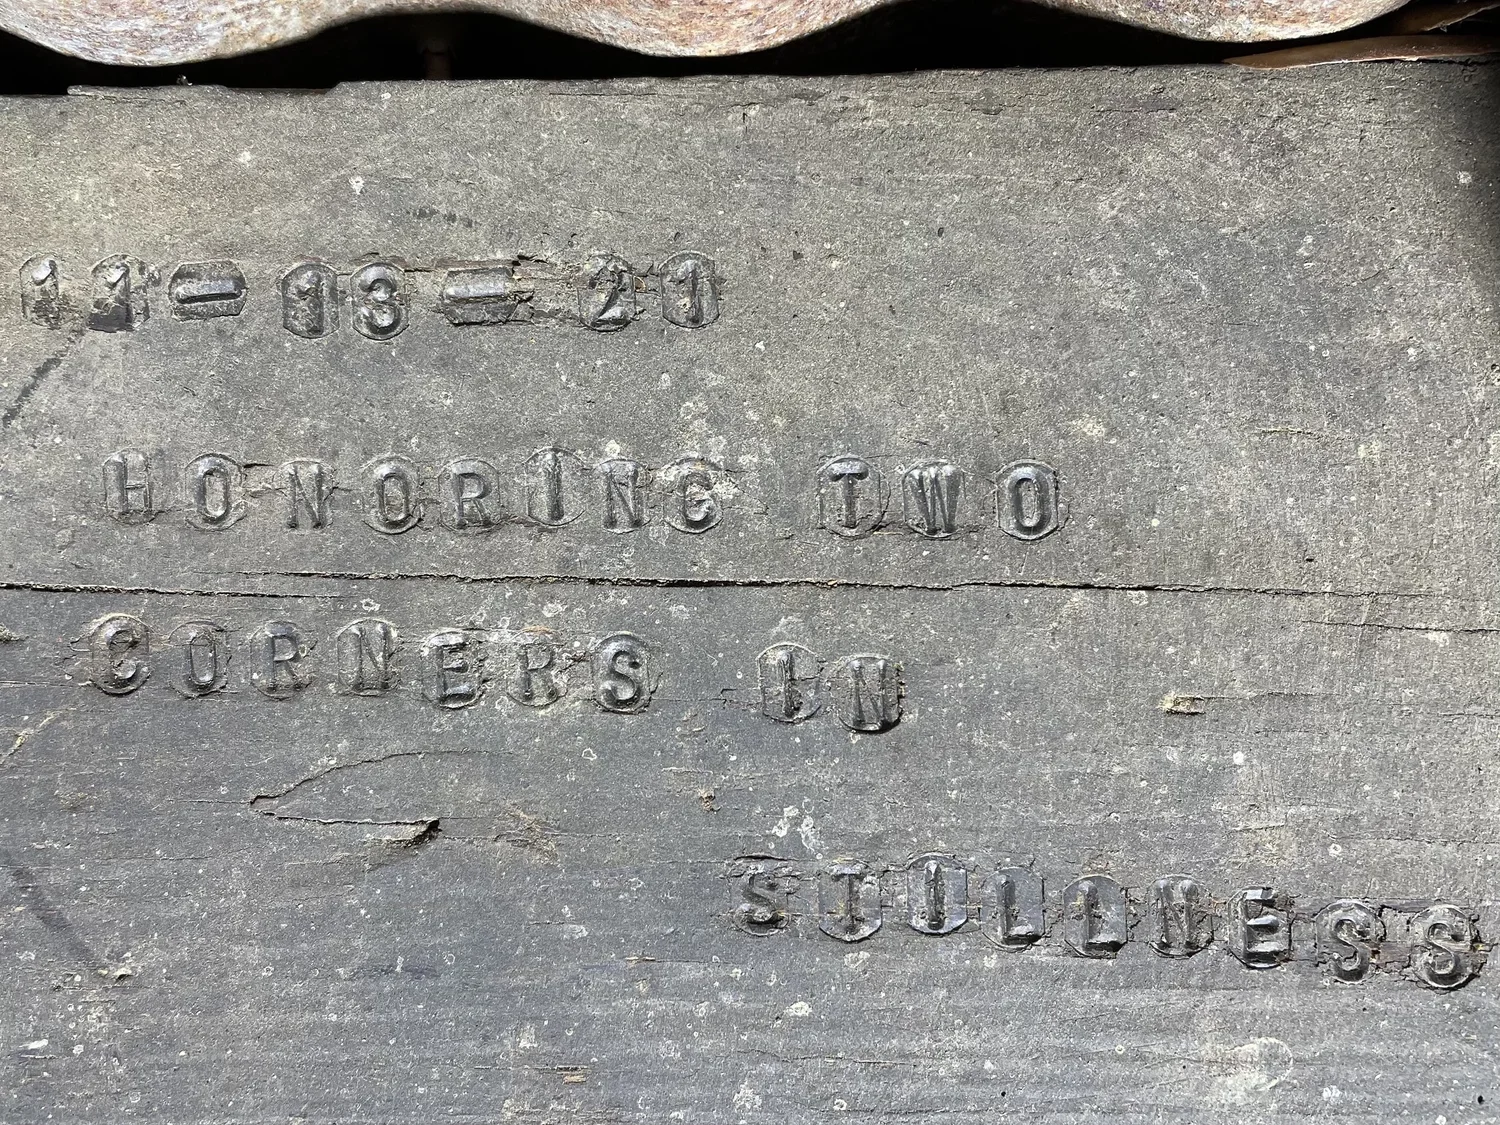 11-13-21
HONORING TWO
CORNERS IN
STILLNESS